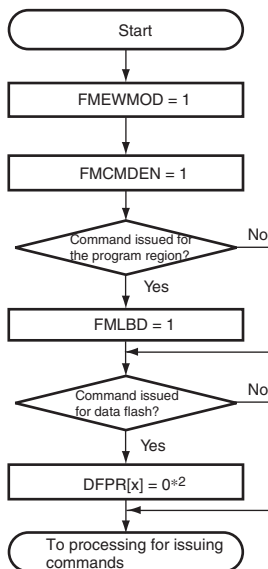 Start
FMEWMOD = 1
FMCMDEN = 1
Command issued for
the program region?
No
Yes
FMLBD = 1
Command issued
for data flash?
No
Yes
DFPR[x] = 0*2
To processing for issuing
commands